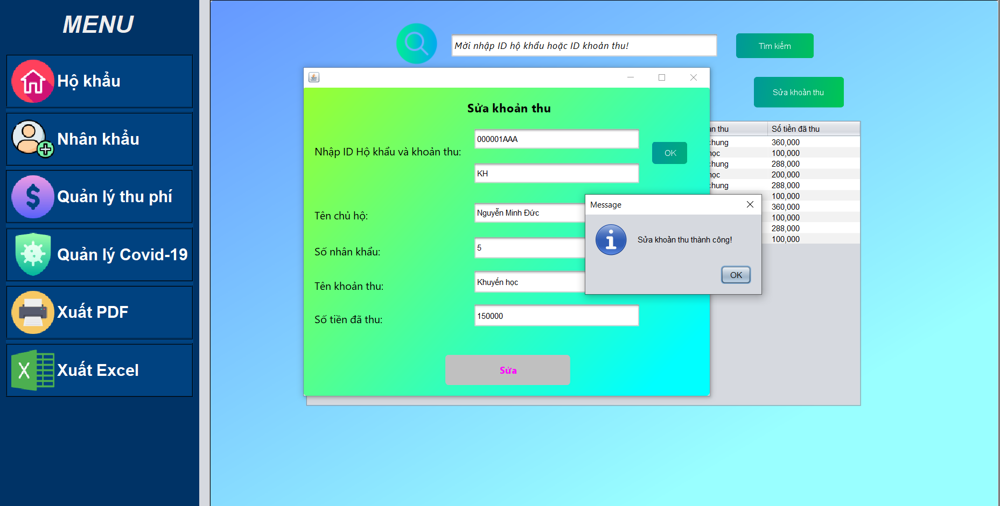 MENU
Hộ khẩu
Nhân khẩu
Quản lý thu phí
Quản lý Covid-19
Xuất PDF
Xuất Excel
Mời nhập ID hộ khẩu hoặc ID khoản thu!
Tìm kiếm
Sửa khoản thu
Sửa khoản thu
Nhập ID Hộ khẩu và khoản thu:
000001AAA
KH
OK
Tên chủ hộ:
Nguyễn Minh Đức
Số nhân khẩu:
5
Tên khoản thu:
Khuyến học
Số tiền đã thu:
150000
Sửa
Message
Sửa khoản thu thành công!
OK
thu Số tiền đã thu
chung 360,000
học 100,000
chung 288,000
học 200,000
chung 288,000
100,000
360,000
100,000
288,000
100,000